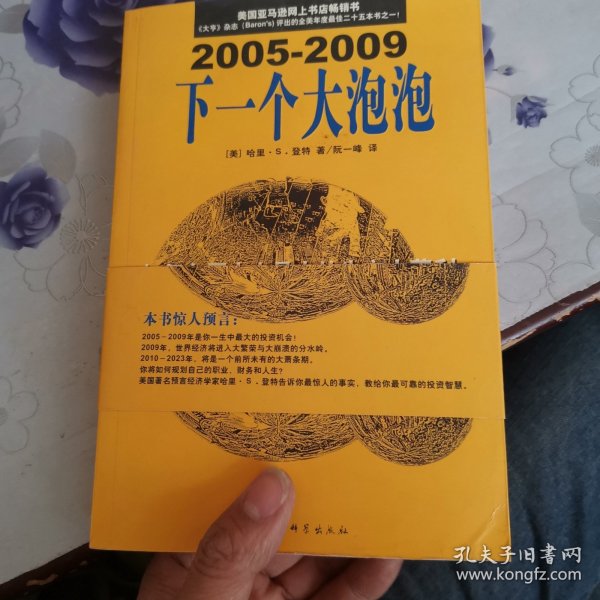 美国亚马逊网上书店畅销书
《大亨》杂志（Baron's）评出的全美年度最佳二十五本书之一！
2005-2009
下一个大泡泡
［美］哈里·S．登特 著/阮一峰 译
本书惊人预言：
2005－2009年是你一生中最大的投资机会！
2009年，世界经济将进入大繁荣与大崩溃的分水岭。
2010－2023年，将是一个前所未有的大萧条期。
你将如何规划自己的职业、财务和人生？
美国著名预言经济学家哈里·S．登特告诉你最惊人的事实，教给你最可靠的投资智慧。
出版社
孔夫子旧书网
www.kongfz.com